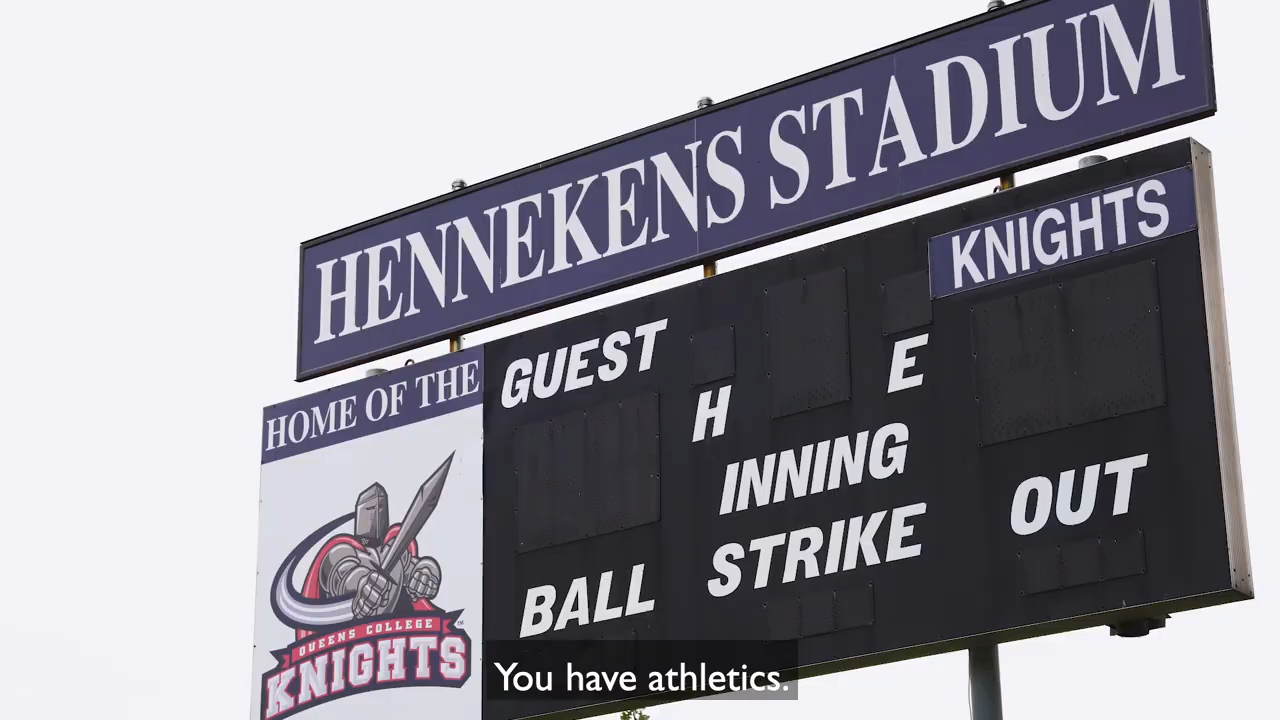 HENNEKENS STADIUM
KNIGHTS
HOME OF THE
GUEST
H
E
INNING
BALL
STRIKE
OUT
QUEENS COLLEGE
KNIGHTS
You have athletics.